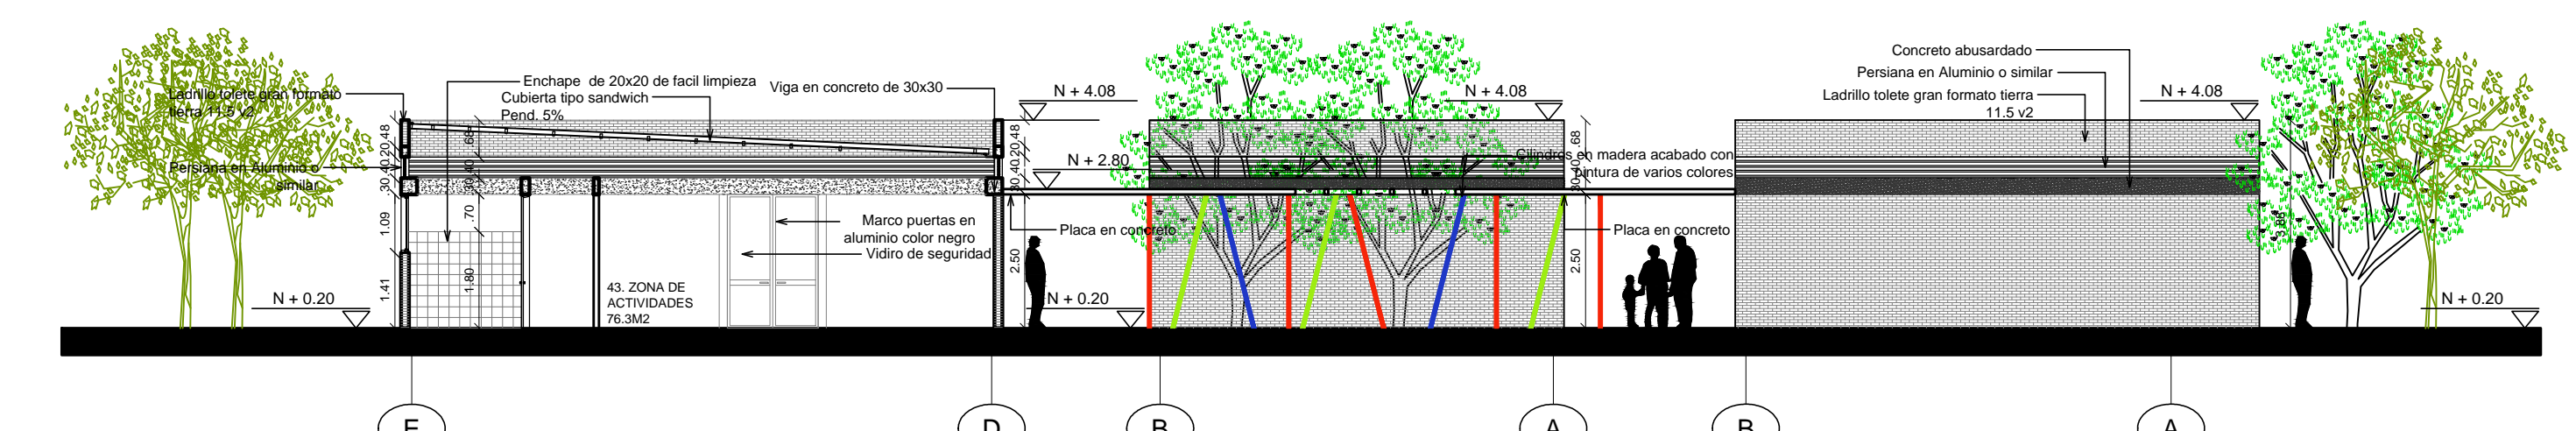 Enchape de 20x20 de facil limpieza
Cubierta tipo sandwich
Pend. 5%
Viga en concreto de 30x30
Ladrillo tolete gran formato
tierra 11.5 v2
Persiana en Aluminio o
similar
N + 4.08
N + 2.80
N + 4.08
Concreto abusardado
Persiana en Aluminio o similar
Ladrillo tolete gran formato tierra
11.5 v2
N + 4.08
Cilindros en madera acabado con
pintura de varios colores
Marco puertas en
aluminio color negro
Vidiro de seguridad
Placa en concreto
Placa en concreto
43. ZONA DE
ACTIVIDADES
76.3M2
N + 0.20
N + 0.20
N + 0.20
.48
.20
.40
.30
1.09
1.41
.68
.40
.30
.70
1.80
.48
.20
.40
.30
2.50
.68
.40
.30
2.50
3.88
E
D
B
A
B
A